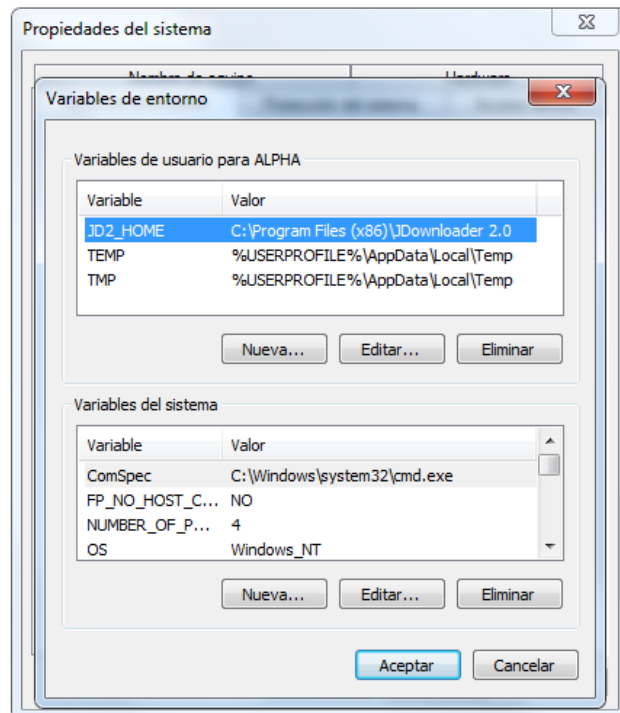 Propiedades del sistema
Variables de entorno
Variables de usuario para ALPHA
Variable Valor
JD2_HOME C:\Program Files (x86)\JDownloader 2.0
TEMP %USERPROFILE%\AppData\Local\Temp
TMP %USERPROFILE%\AppData\Local\Temp
Nueva... Editar... Eliminar
Variables del sistema
Variable Valor
ComSpec C:\Windows\system32\cmd.exe
FP_NO_HOST_C... NO
NUMBER_OF_P... 4
OS Windows_NT
Nueva... Editar... Eliminar
Aceptar Cancelar